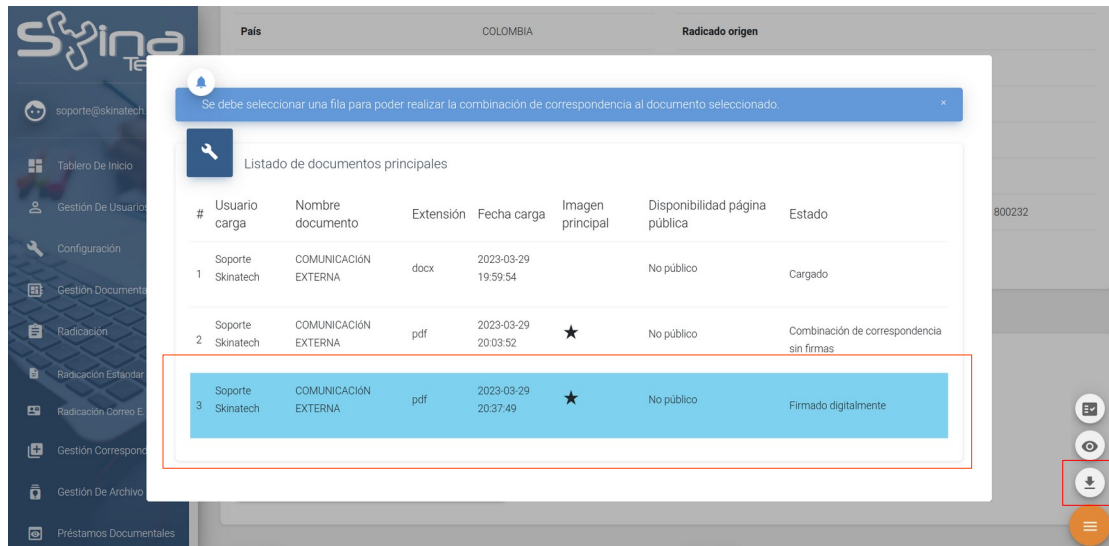 Skina
Te
soporte@skinatech.
Tablero De Inicio
Gestión De Usuarios
Configuración
Gestión Documenta
Radicación
Radicación Estandar
Radicación Correo E.
Gestión Correspond
Gestión De Archivo
Préstamos Documentales
País COLOMBIA Radicado origen
800232
Se debe seleccionar una fila para poder realizar la combinación de correspondencia al documento seleccionado. ×
Listado de documentos principales
# Usuario carga Nombre documento Extensión Fecha carga Imagen principal Disponibilidad página pública Estado
1 Soporte Skinatech COMUNICACIóN EXTERNA docx 2023-03-29 19:59:54 No público Cargado
2 Soporte Skinatech COMUNICACIóN EXTERNA pdf 2023-03-29 20:03:52 ★ No público Combinación de correspondencia sin firmas
3 Soporte Skinatech COMUNICACIóN EXTERNA pdf 2023-03-29 20:37:49 ★ No público Firmado digitalmente